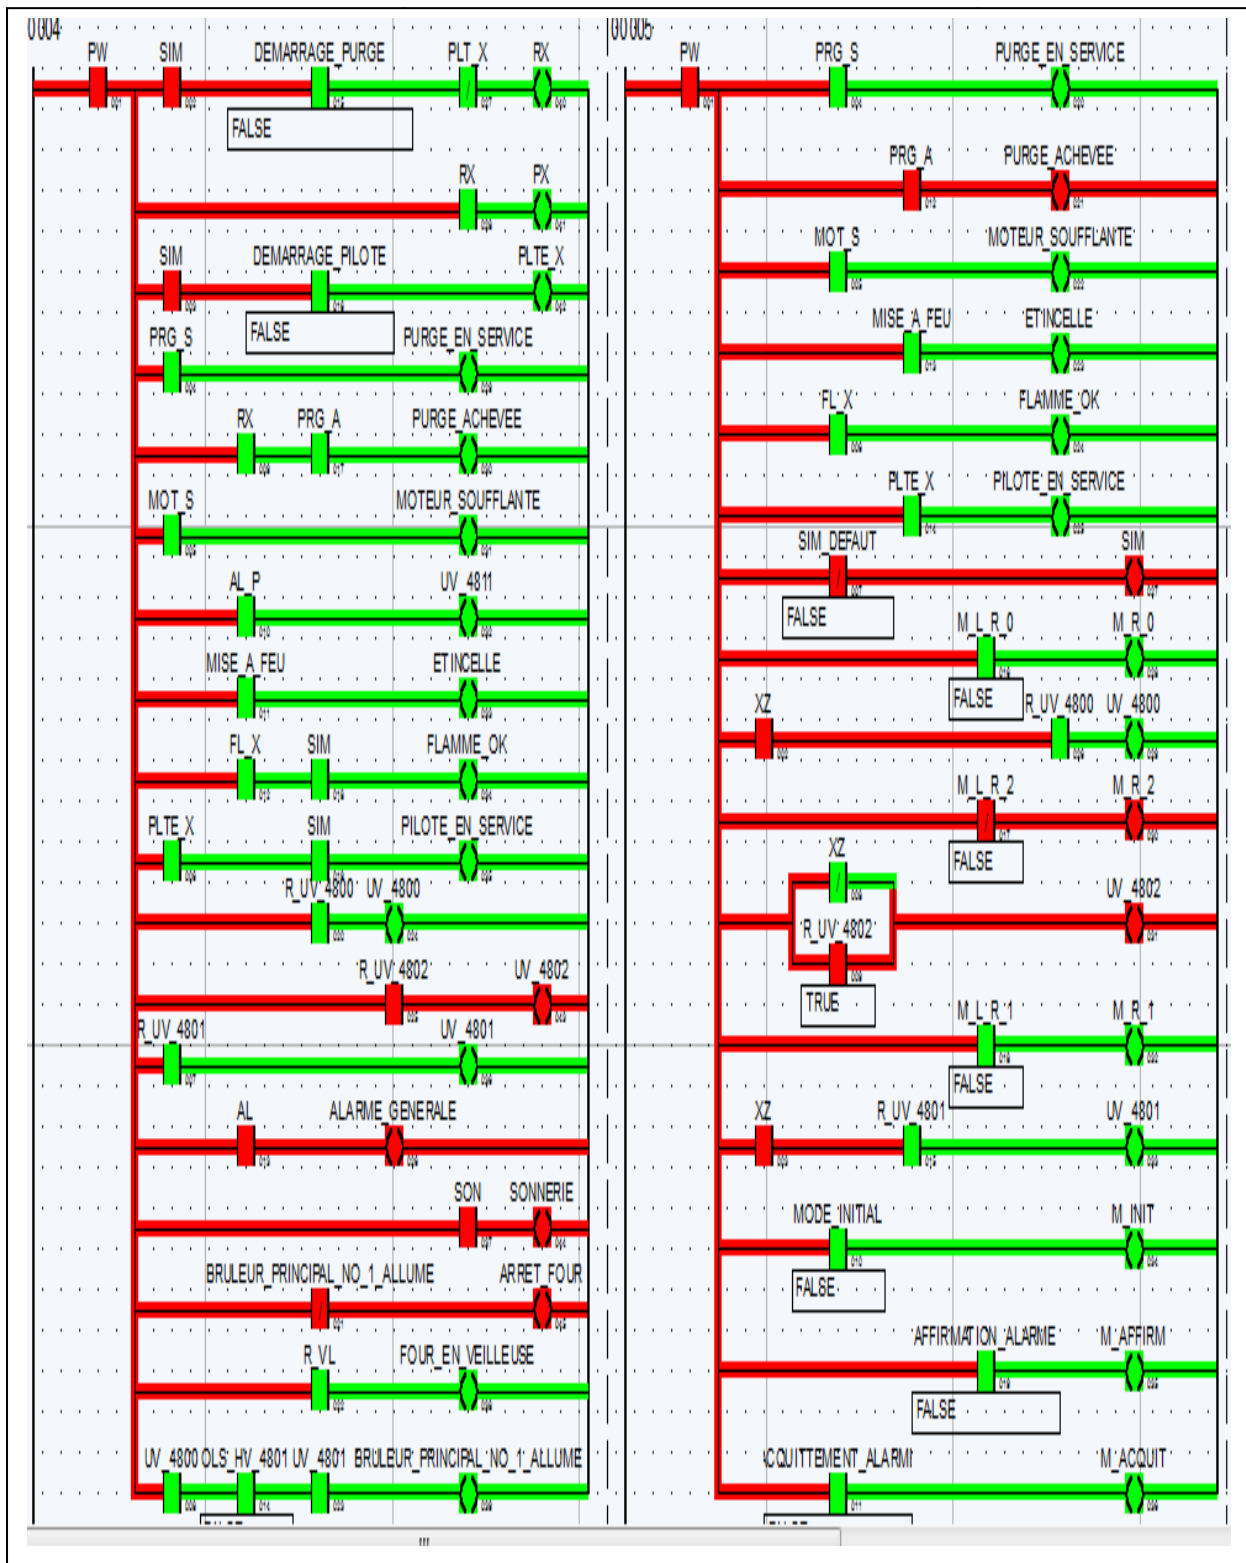 0004
PW SIM DEMARRAGE_PURGE PLT_X RX
FALSE
RX PX
SIM DEMARRAGE_PILOTE PLTE_X
FALSE
PRG_S PURGE_EN_SERVICE
RX PRG_A PURGE_ACHEVEE
MOT_S MOTEUR_SOUFFLANTE
AL_P UV_4811
MISE_A_FEU ETINCELLE
FL_X SIM FLAMME_OK
PLTE_X SIM PILOTE_EN_SERVICE
R_UV_4800 UV_4800
R_UV_4802 UV_4802
R_UV_4801 UV_4801
AL ALARME_GENERALE
SON SONNERIE
BRULEUR_PRINCIPAL_NO_1_ALLUME ARRET_FOUR
R_VL FOUR_EN_VEILLEUSE
UV_4800 OLS_HV_4801 UV_4801 BRULEUR_PRINCIPAL_NO_1_ALLUME
0005
PW PRG_S PURGE_EN_SERVICE
PRG_A PURGE_ACHEVEE
MOT_S MOTEUR_SOUFFLANTE
MISE_A_FEU ETINCELLE
FL_X FLAMME_OK
PLTE_X PILOTE_EN_SERVICE
SIM_DEFAUT SIM
FALSE
M_L_R_0 M_R_0
FALSE
XZ R_UV_4800 UV_4800
M_L_R_2 M_R_2
FALSE
XZ UV_4802
R_UV_4802
TRUE
M_L_R_1 M_R_1
FALSE
XZ R_UV_4801 UV_4801
MODE_INITIAL M_INIT
FALSE
AFFIRMATION_ALARME M_AFFIRM
FALSE
CQUITTEMENT_ALARM M_ACQUIT